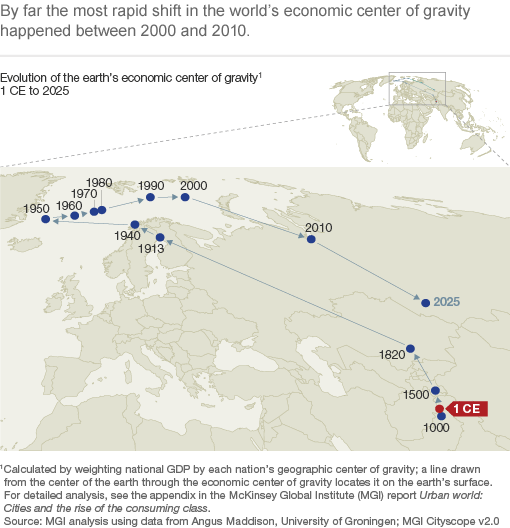 By far the most rapid shift in the world's economic center of gravity
happened between 2000 and 2010.
Evolution of the earth's economic center of gravity¹
1 CE to 2025
1950
1960
1970
1980
1990
2000
1940
1913
2010
2025
1820
1500
1 CE
1000
¹Calculated by weighting national GDP by each nation's geographic center of gravity; a line drawn
from the center of the earth through the economic center of gravity locates it on the earth's surface.
For detailed analysis, see the appendix in the McKinsey Global Institute (MGI) report Urban world:
Cities and the rise of the consuming class.
Source: MGI analysis using data from Angus Maddison, University of Groningen; MGI Cityscope v2.0